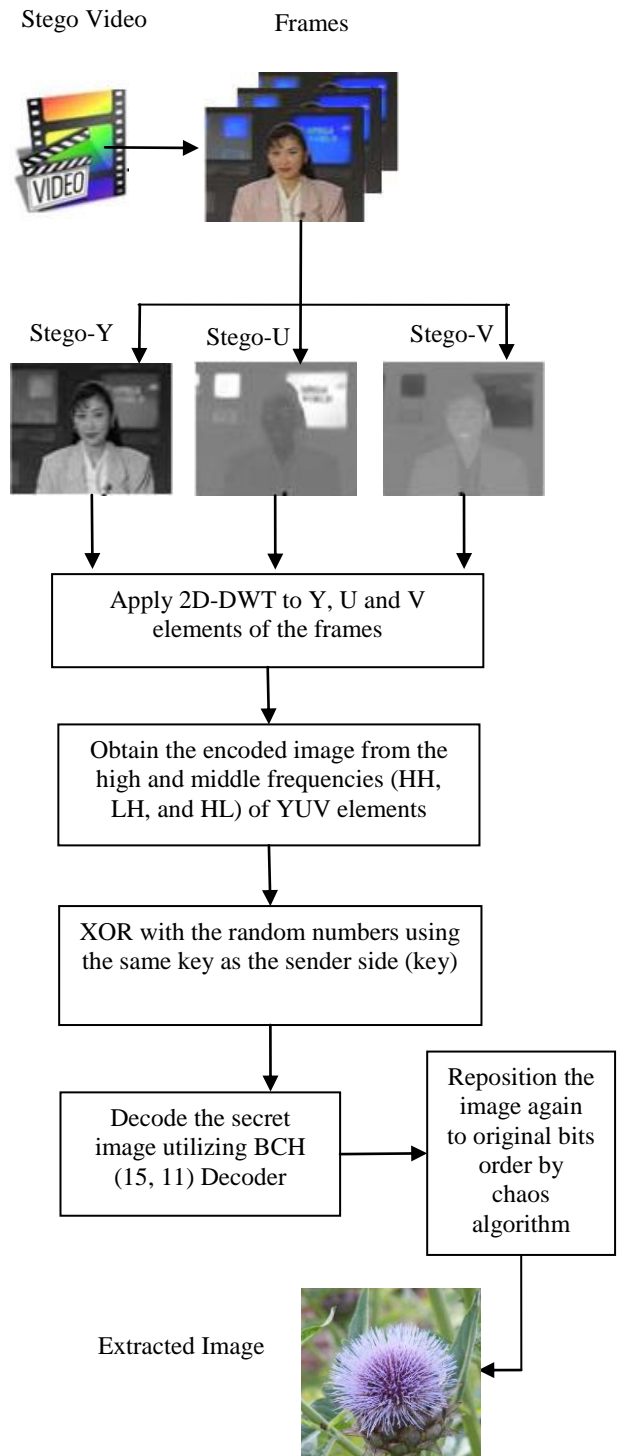 Stego Video
Frames
VIDEO
Stego-Y
Stego-U
Stego-V
Apply 2D-DWT to Y, U and V
elements of the frames
Obtain the encoded image from the
high and middle frequencies (HH,
LH, and HL) of YUV elements
XOR with the random numbers using
the same key as the sender side (key)
Decode the secret
image utilizing BCH
(15, 11) Decoder
Reposition the
image again
to original bits
order by
chaos
algorithm
Extracted Image